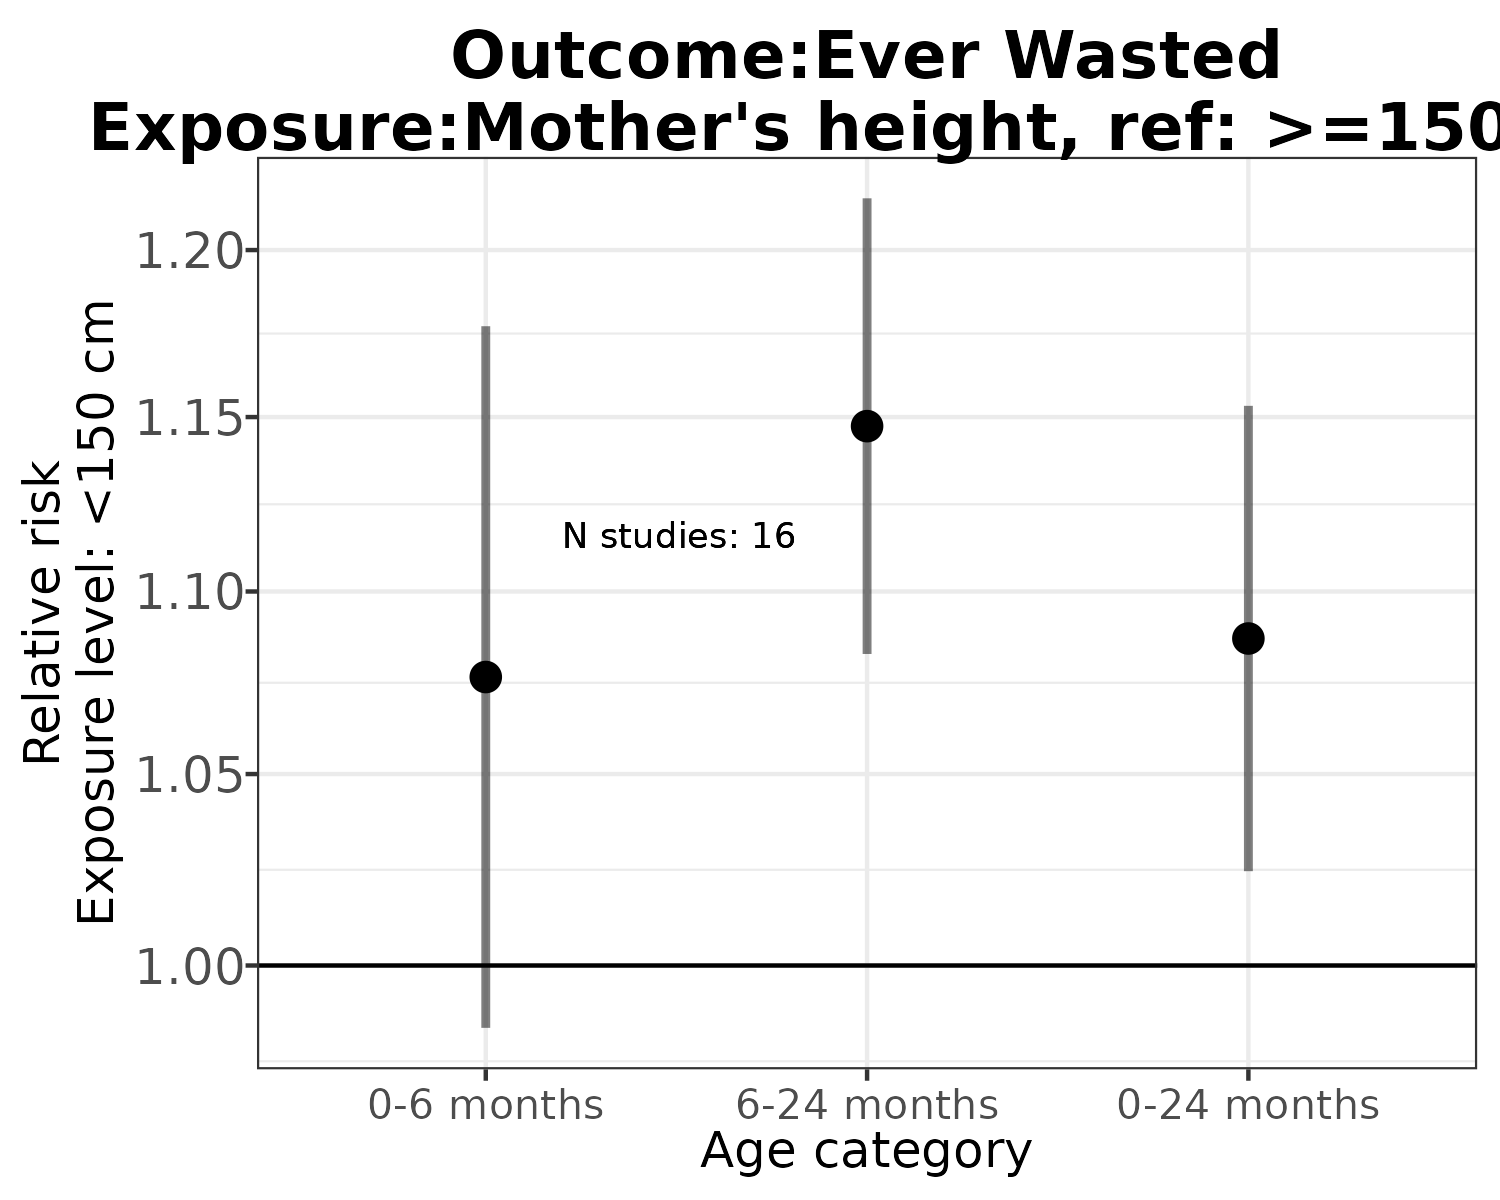 Outcome:Ever Wasted
Exposure:Mother's height, ref: >=150
Relative risk
Exposure level: <150 cm
1.20
1.15
1.10
1.05
1.00
N studies: 16
0-6 months
6-24 months
0-24 months
Age category